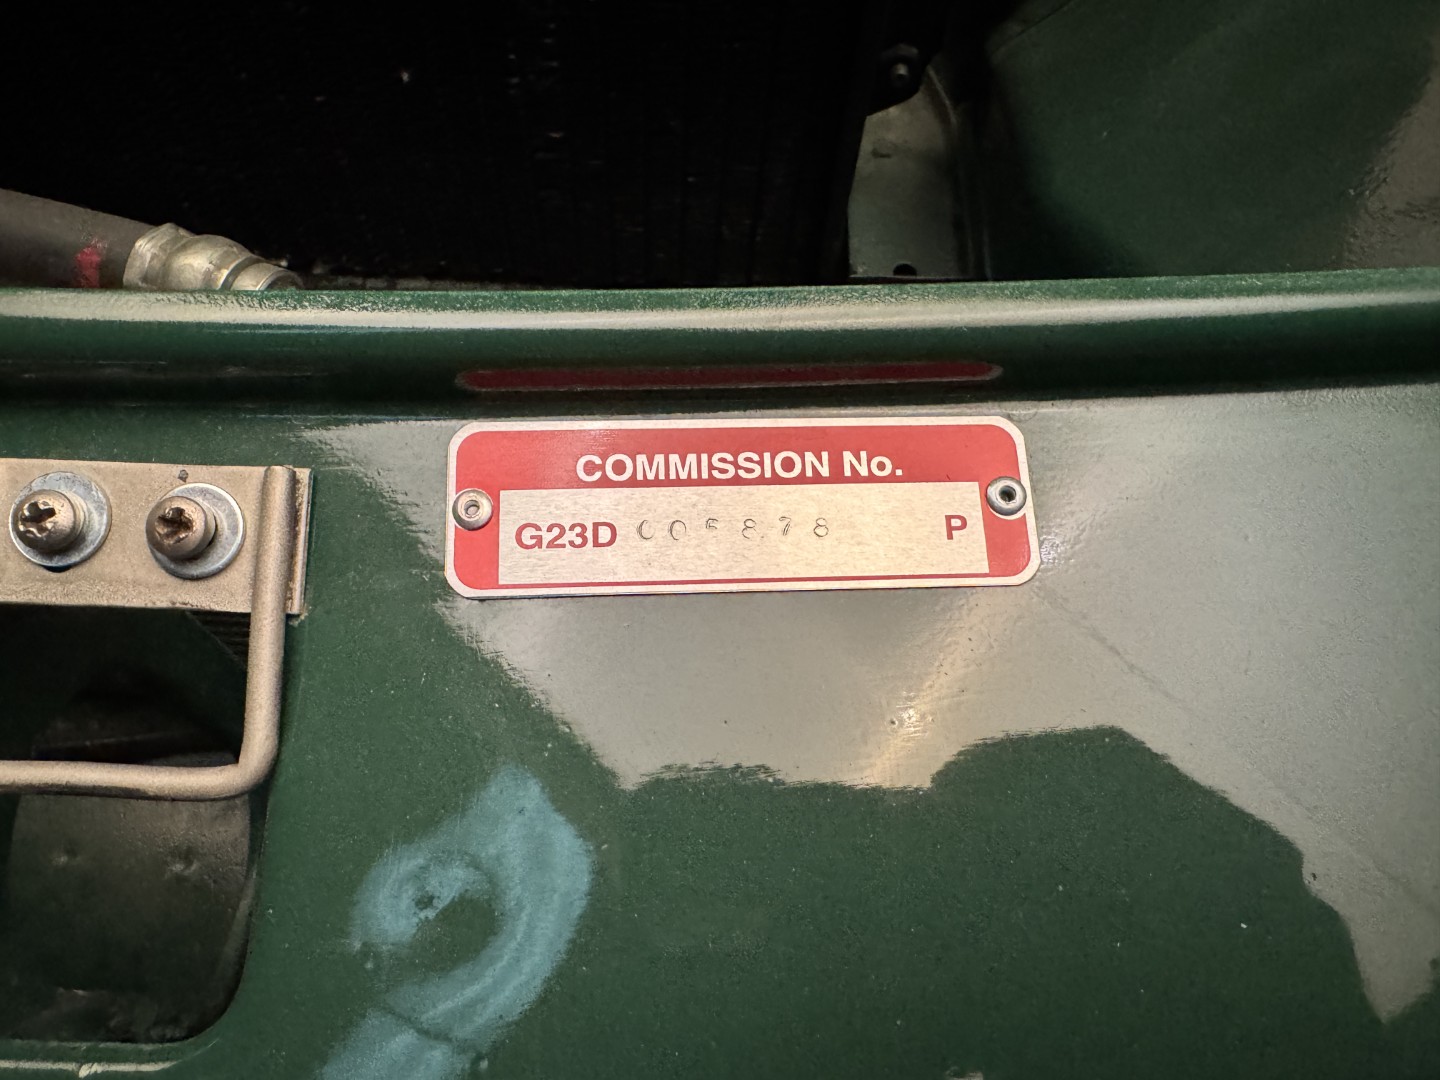 COMMISSION No.
G23D 005878 P